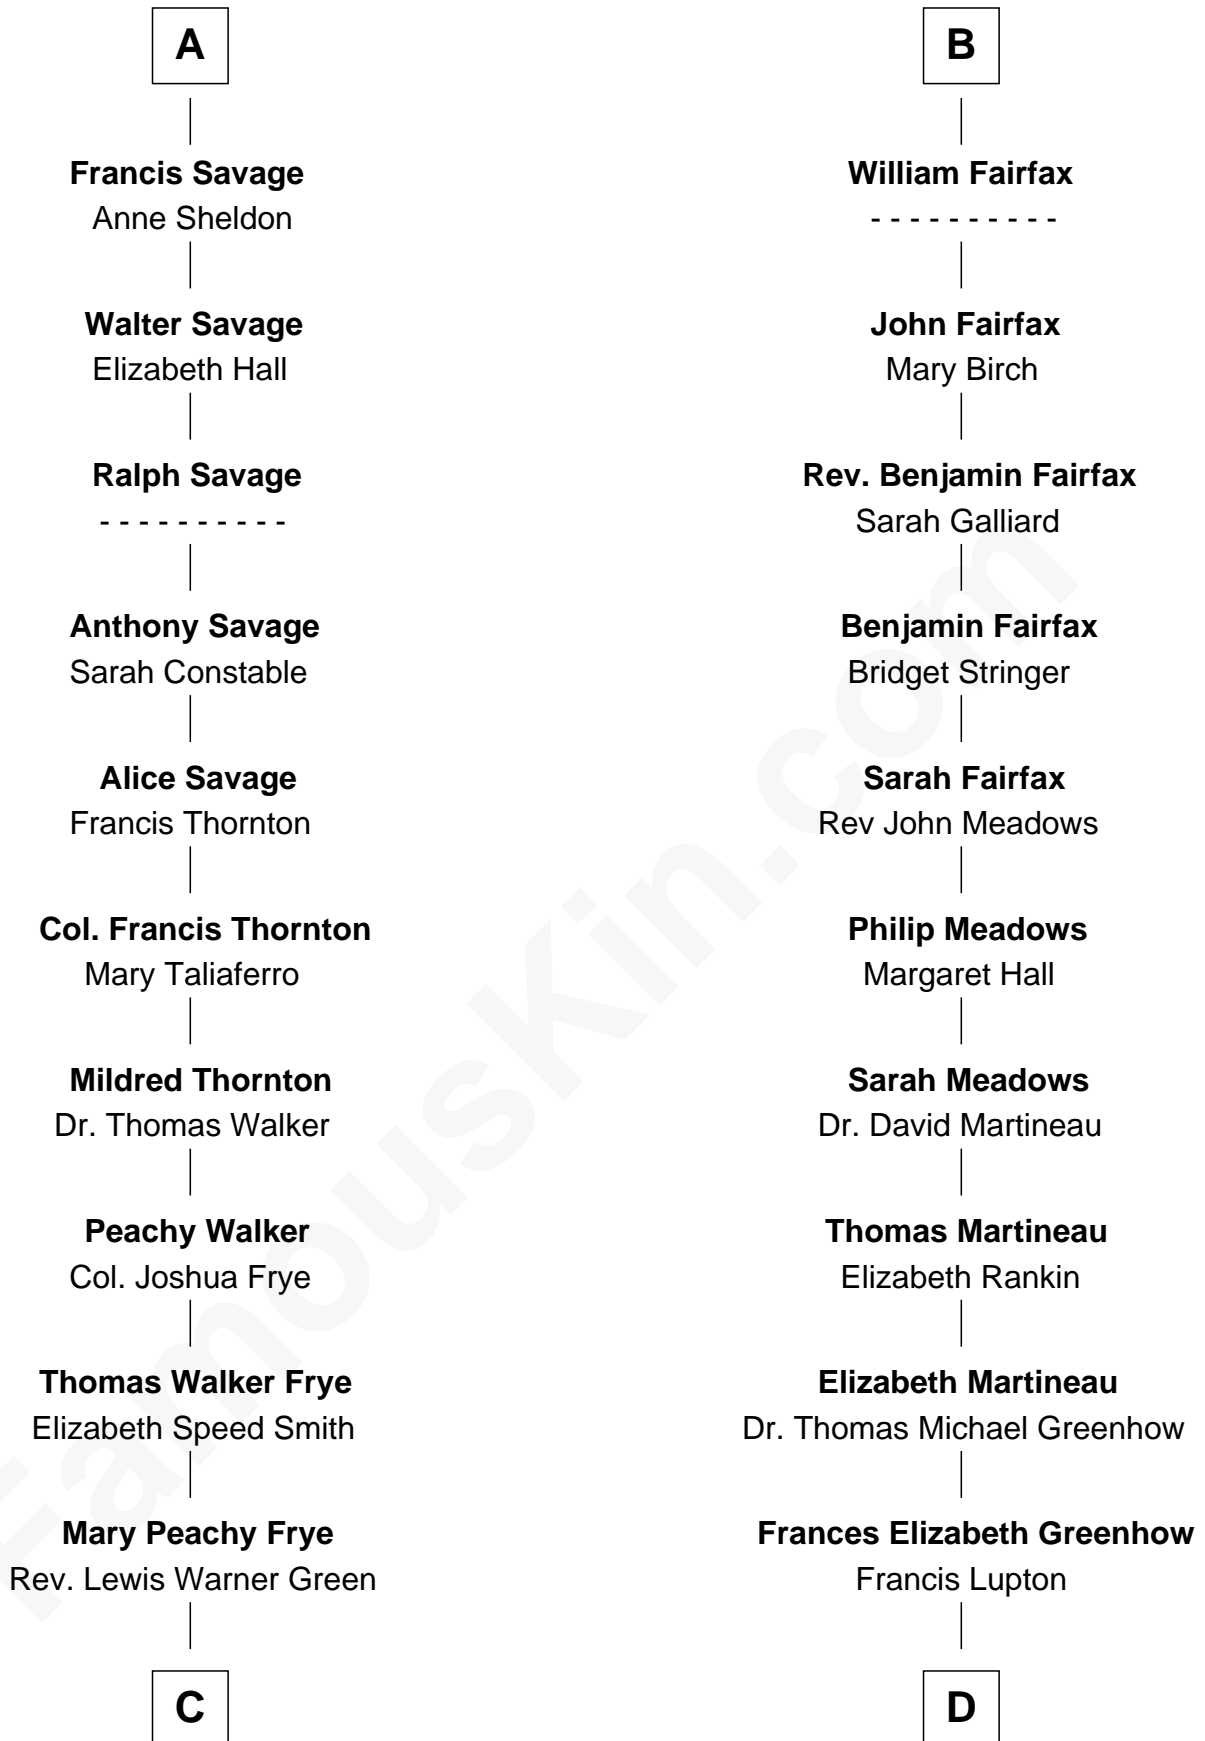 A
Francis Savage
Anne Sheldon
Walter Savage
Elizabeth Hall
Ralph Savage
- - - - - - - - - -
Anthony Savage
Sarah Constable
Alice Savage
Francis Thornton
Col. Francis Thornton
Mary Taliaferro
Mildred Thornton
Dr. Thomas Walker
Peachy Walker
Col. Joshua Frye
Thomas Walker Frye
Elizabeth Speed Smith
Mary Peachy Frye
Rev. Lewis Warner Green
C
B
William Fairfax
- - - - - - - - - -
John Fairfax
Mary Birch
Rev. Benjamin Fairfax
Sarah Galliard
Benjamin Fairfax
Bridget Stringer
Sarah Fairfax
Rev John Meadows
Philip Meadows
Margaret Hall
Sarah Meadows
Dr. David Martineau
Thomas Martineau
Elizabeth Rankin
Elizabeth Martineau
Dr. Thomas Michael Greenhow
Frances Elizabeth Greenhow
Francis Lupton
D
FamousKin.com